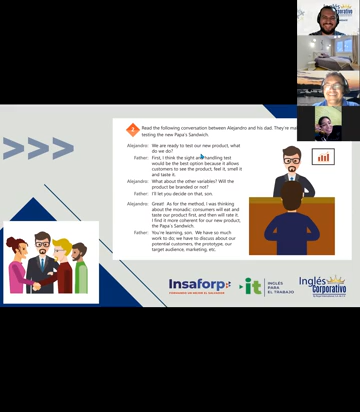 Inglés
Corporativo
>>>
Read the following conversation between Alejandro and his dad. They're
testing the new Papa's Sandwich.
Alejandro: We are ready to test our new product, what
do we do?
Father: First, I think the sight and handling test
would be the best option because it allows
customers to see the product, feel it, smell it
and taste it.
Alejandro: What about the other variables? Will the
product be branded or not?
Father: I'll let you decide on that, son.
Alejandro: Great! As for the method, I was thinking
about the monadic: consumers will eat and
taste our product first, and then will rate it.
I find it more coherent for our new product,
the Papa's Sandwich.
Father: You're learning, son. We have so much
work to do; we have to discuss about our
potential customers, the prototype, our
target audience, marketing, etc.
Insaforp
it
INGLÉS
PARA
EL TRABAJO
Inglés
Corporativo